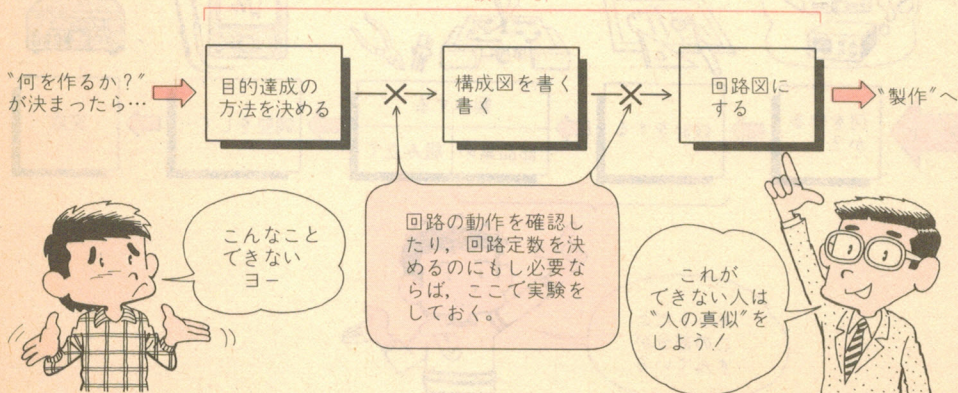 〝何を作るか?〟
が決まったら…
目的達成の
方法を決める
構成図を書く
書く
回路図に
する
〝製作〟へ
回路の動作を確認し
たり，回路定数を決
めるのにもし必要な
らば，ここで実験を
しておく。
こんなこと
できない
ヨー
これが
できない人は
〝人の真似〟を
しよう!